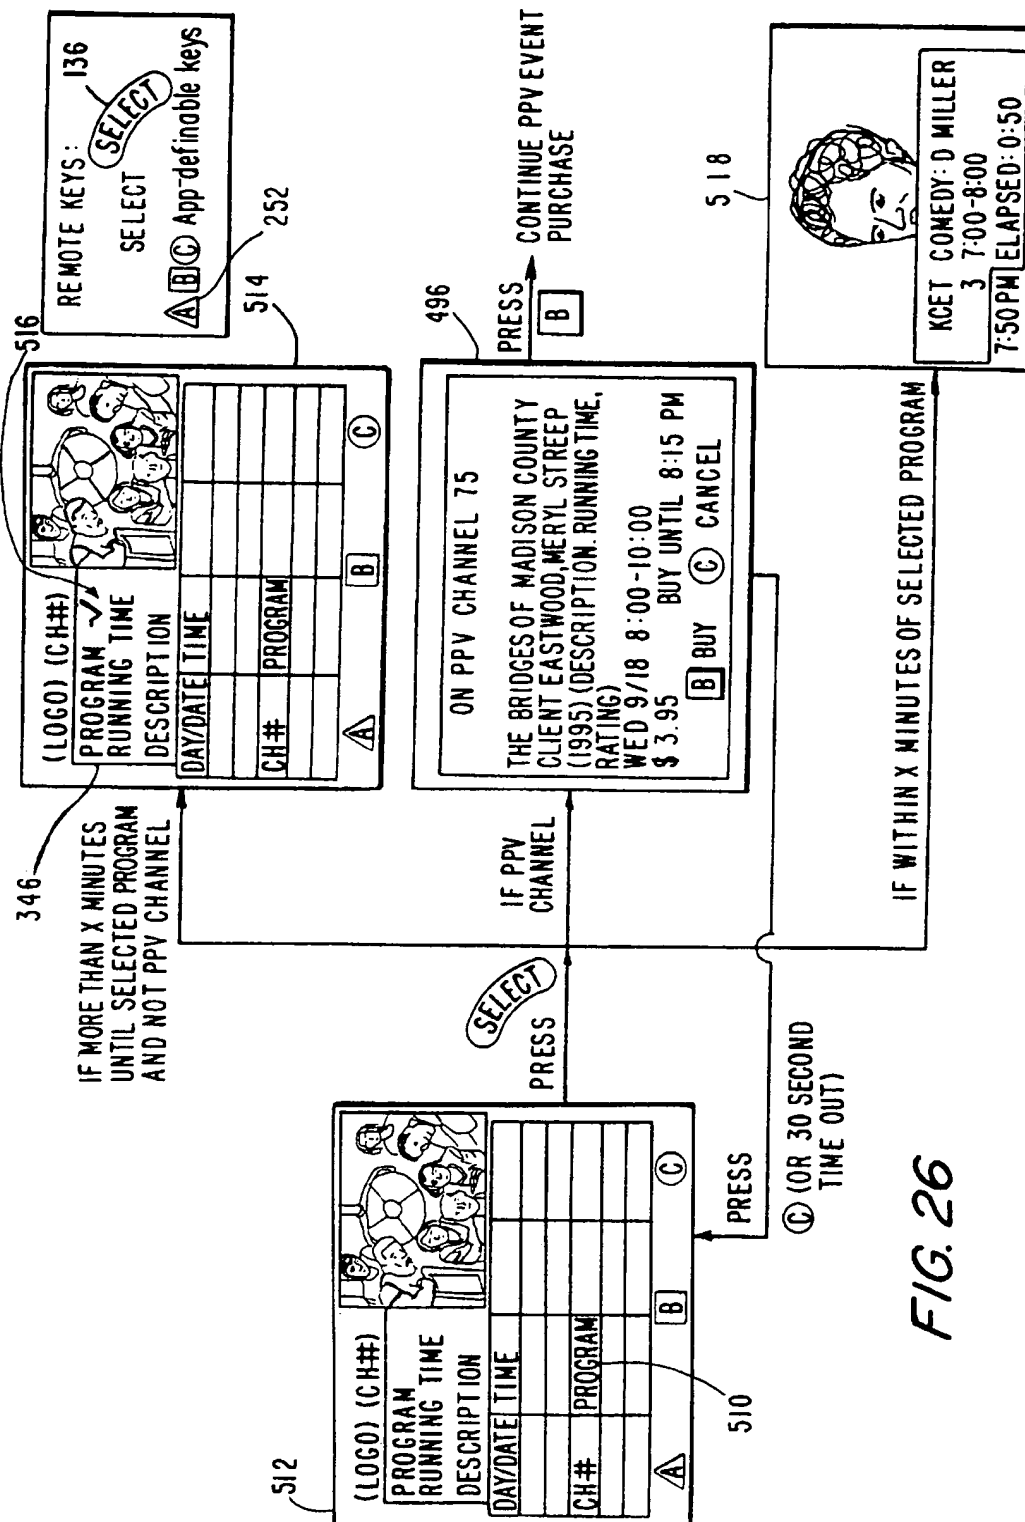 512
(LOGO) (CH#)
PROGRAM
RUNNING TIME
DESCRIPTION
DAY/DATE TIME
CH# PROGRAM
A B C
510
PRESS
SELECT
PRESS
C (OR 30 SECOND
TIME OUT)
346
IF MORE THAN X MINUTES
UNTIL SELECTED PROGRAM
AND NOT PPV CHANNEL
516
(LOGO) (CH#)
PROGRAM ✓
RUNNING TIME
DESCRIPTION
DAY/DATE TIME
CH# PROGRAM
A B C
514
REMOTE KEYS:
136
SELECT
SELECT
A B C App-definable keys
252
IF PPV
CHANNEL
496
ON PPV CHANNEL 75
THE BRIDGES OF MADISON COUNTY
CLIENT EASTWOOD, MERYL STREEP
(1995) (DESCRIPTION. RUNNING TIME,
RATING)
WED 9/18 8:00-10:00
$ 3.95 BUY UNTIL 8:15 PM
B BUY C CANCEL
PRESS
B
CONTINUE PPV EVENT
PURCHASE
IF WITHIN X MINUTES OF SELECTED PROGRAM
518
KCET COMEDY: D MILLER
3 7:00-8:00
7:50PM ELAPSED: 0:50
FIG. 26